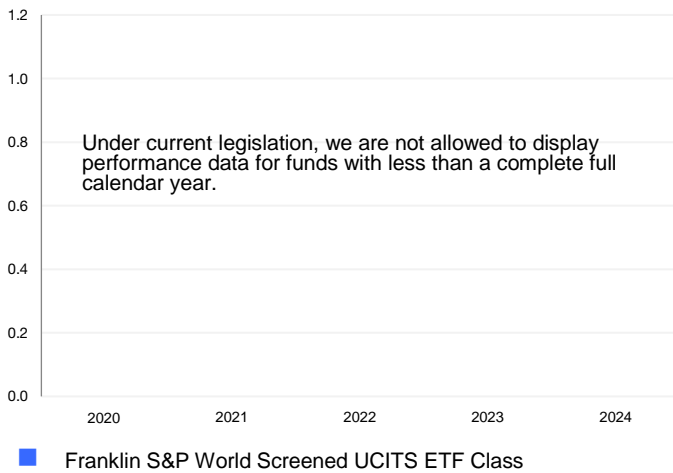 1.2
1.0
0.8
Under current legislation, we are not allowed to display
performance data for funds with less than a complete full
calendar year.
0.6
0.4
0.2
0.0
2020 2021 2022 2023 2024
Franklin S&P World Screened UCITS ETF Class